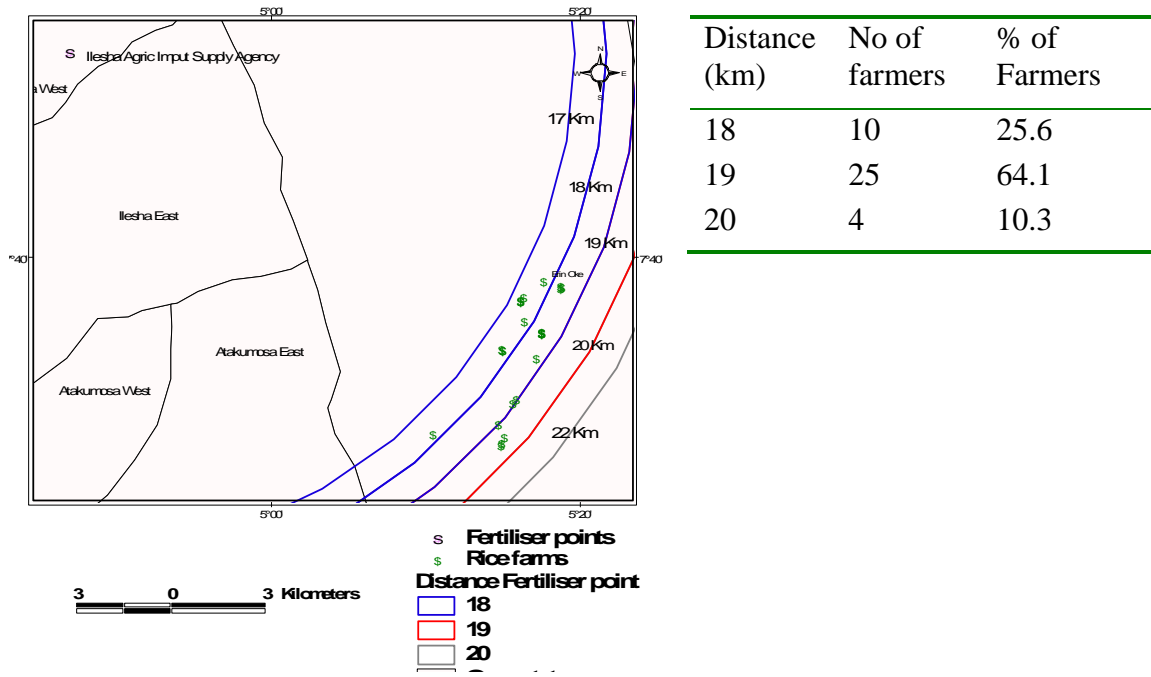 5°00' 5°20'
S Ilesha Agric Imput Supply Agency
N
W E
S
a West
17 Km
18 Km
Ilesha East
19 Km
°40' 7°40'
Erin Oke
Atakumosa East
20 Km
Atakumosa West
22 Km
5°00' 5°20'
S Fertiliser points
$ Rice farms
Distance Fertiliser point
3 0 3 Kilometers
18
19
20
Distance No of % of
(km) farmers Farmers
18 10 25.6
19 25 64.1
20 4 10.3